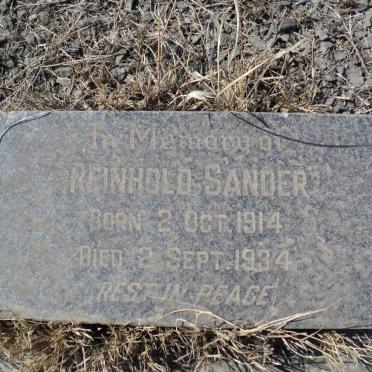 In Memory of
REINHOLD SANDER
BORN 2 OCT. 1914
DIED 2 SEPT. 1934
REST IN PEACE